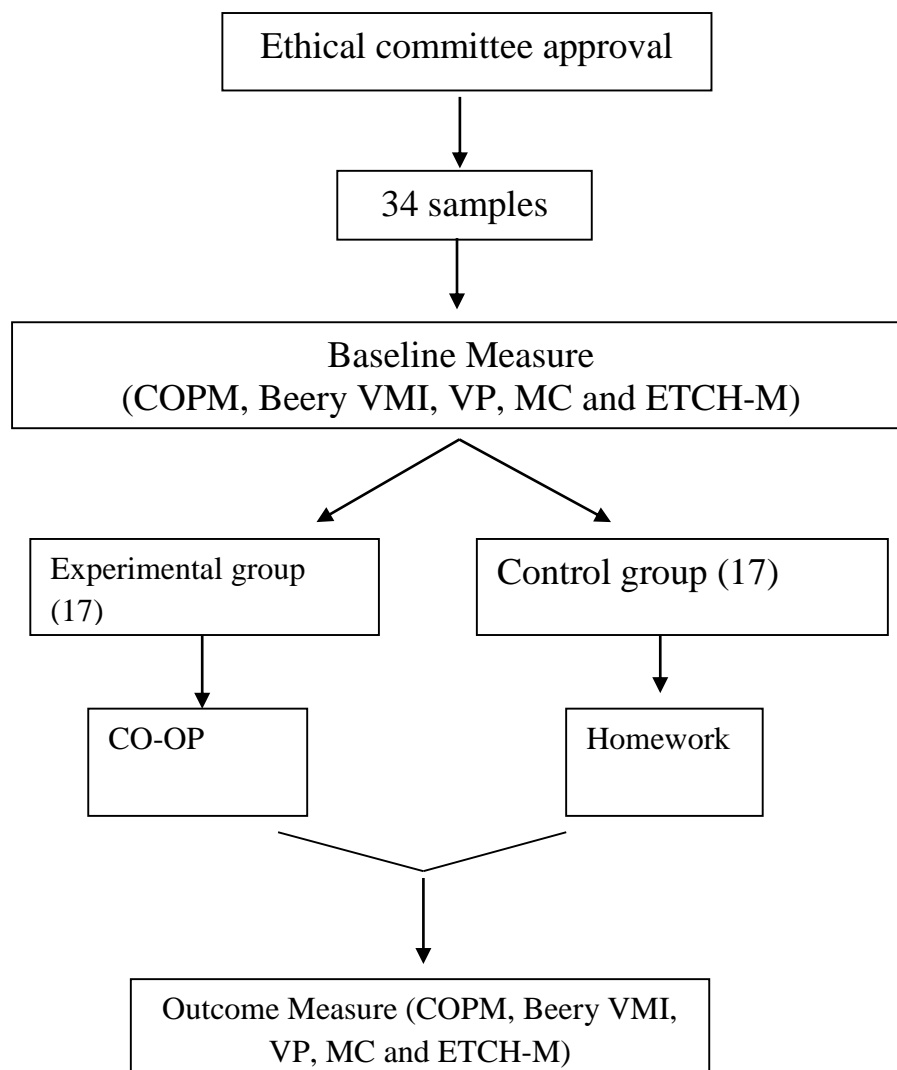 Ethical committee approval
34 samples
Baseline Measure
(COPM, Beery VMI, VP, MC and ETCH-M)
Experimental group
(17)
Control group (17)
CO-OP
Homework
Outcome Measure (COPM, Beery VMI,
VP, MC and ETCH-M)